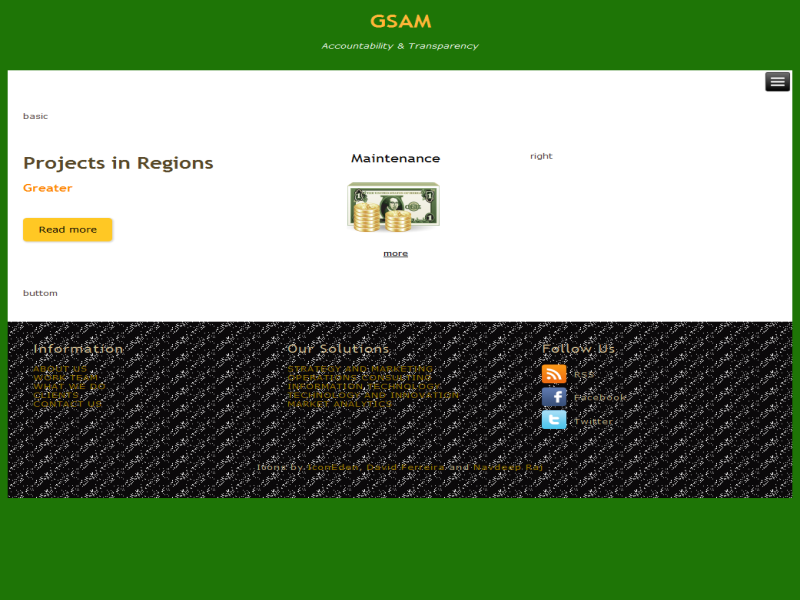 GSAM
Accountability & Transparency
basic
Projects in Regions
Greater
Read more
Maintenance
more
right
buttom
Information
ABOUT US
WORK TEAM
WHAT WE DO
CLIENTS
CONTACT US
Our Solutions
STRATEGY AND MARKETING
OPERATIONS CONSULTING
INFORMATION TECHNOLOGY
TECHNOLOGY AND INNOVATION
MARKET ANALYTICS
Follow Us
RSS
Facebook
Twitter
Icons by IconEden, David Ferreira and Navdeep Raj